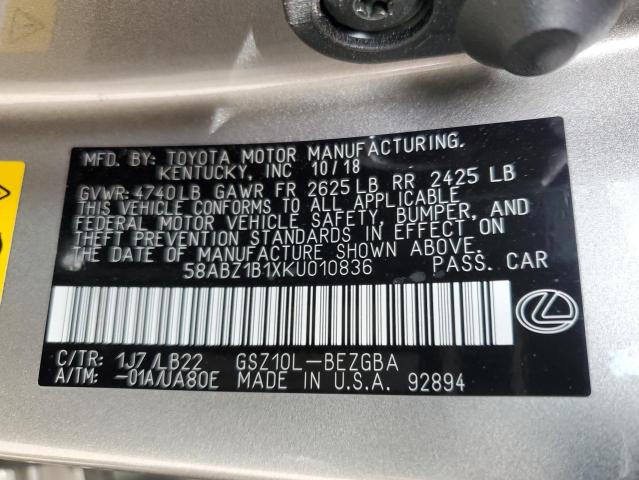 MFD. BY: TOYOTA MOTOR MANUFACTURING,
KENTUCKY, INC 10/18
GVWR: 4740LB GAWR FR 2625 LB RR 2425 LB
THIS VEHICLE CONFORMS TO ALL APPLICABLE
FEDERAL MOTOR VEHICLE SAFETY, BUMPER, AND
THEFT PREVENTION STANDARDS IN EFFECT ON
THE DATE OF MANUFACTURE SHOWN ABOVE.
58ABZ1B1XKU010836 PASS. CAR
C/TR: 1J7 /LB22 GSZ10L-BEZGBA
A/TM: -01A/UA80E MADE IN U.S.A. 92894